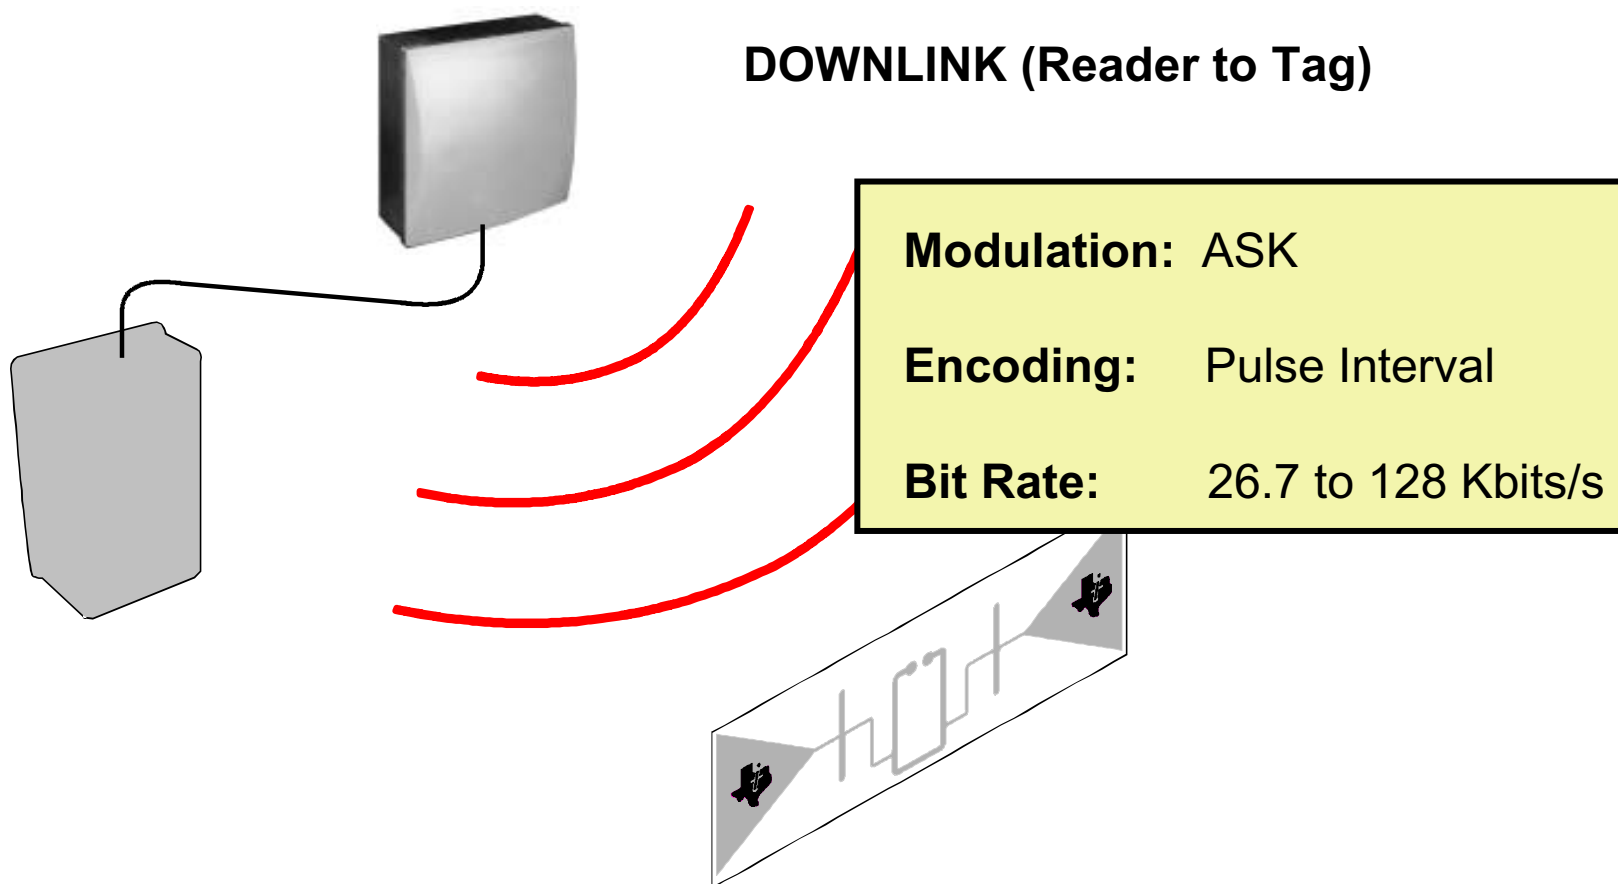 DOWNLINK (Reader to Tag)
Modulation: ASK
Encoding: Pulse Interval
Bit Rate: 26.7 to 128 Kbits/s